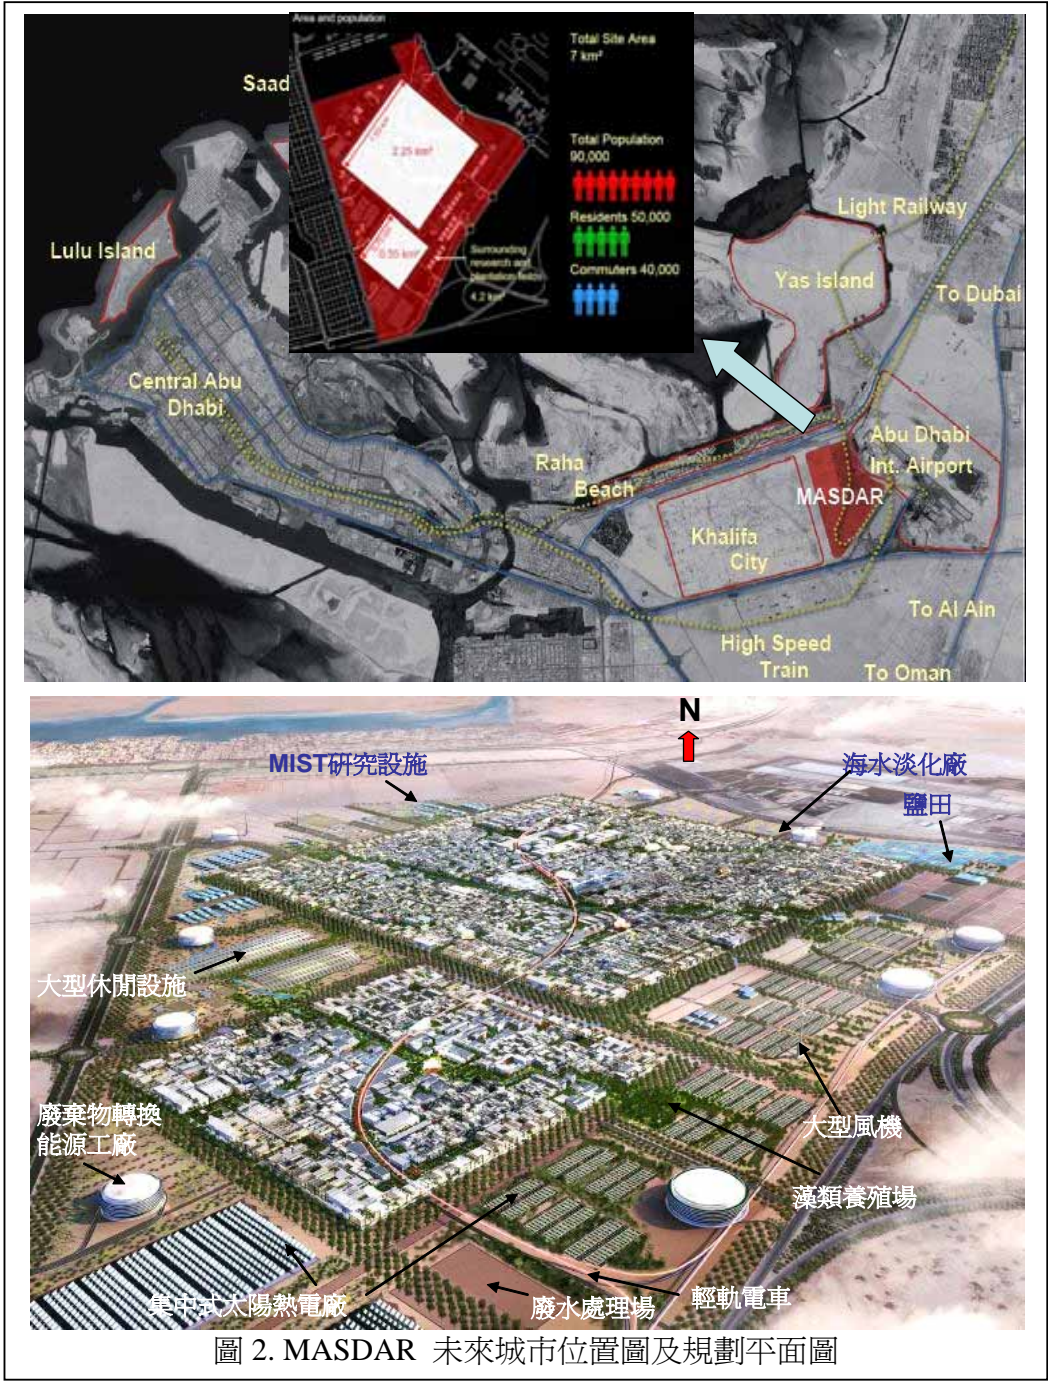 Area and population
Total Site Area
7 km²
Saad
2.25 km²
Total Population
90,000
Light Railway
Residents 50,000
Lulu Island
Surrounding
research and
plantation fields
4.2 km²
Commuters 40,000
Yas Island
To Dubai
Central Abu
Dhabi
Abu Dhabi
Int. Airport
Raha
Beach
MASDAR
Khalifa
City
To Al Ain
High Speed
Train
To Oman
N
MIST研究設施
海水淡化廠
鹽田
大型休閒設施
廢棄物轉換
能源工廠
大型風機
藻類養殖場
集中式太陽熱電廠
廢水處理場
輕軌電車
圖 2. MASDAR 未來城市位置圖及規劃平面圖